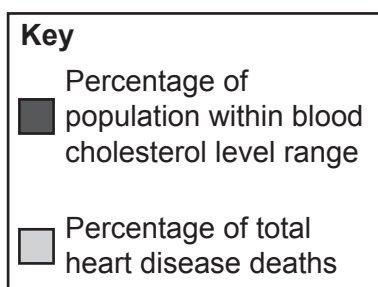 Key
Percentage of
population within blood
cholesterol level range
Percentage of total
heart disease deaths